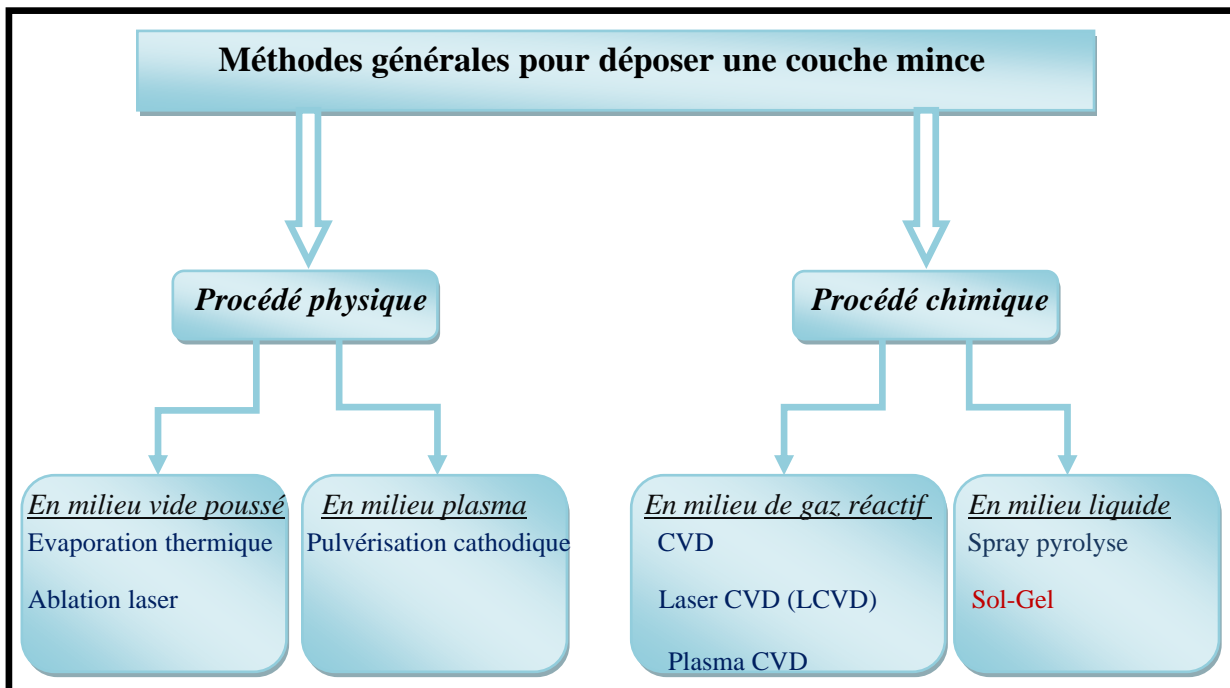 Méthodes générales pour déposer une couche mince
Procédé physique
Procédé chimique
En milieu vide poussé
Evaporation thermique
Ablation laser
En milieu plasma
Pulvérisation cathodique
En milieu de gaz réactif
CVD
Laser CVD (LCVD)
Plasma CVD
En milieu liquide
Spray pyrolyse
Sol-Gel